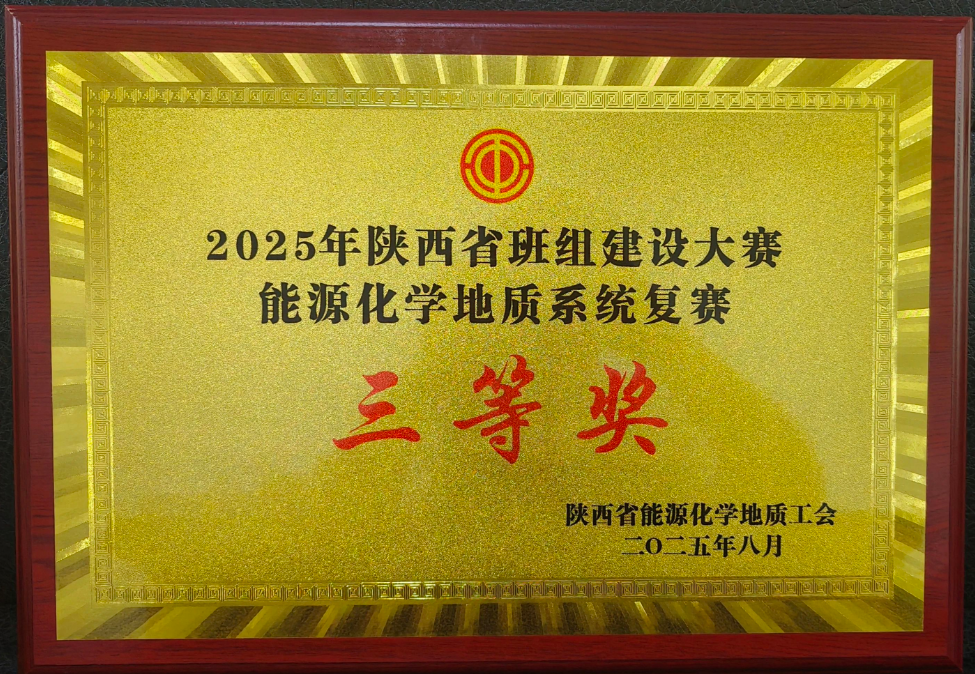 2025年陕西省班组建设大赛
能源化学地质系统复赛
三等奖
陕西省能源化学地质工会
二〇二五年八月